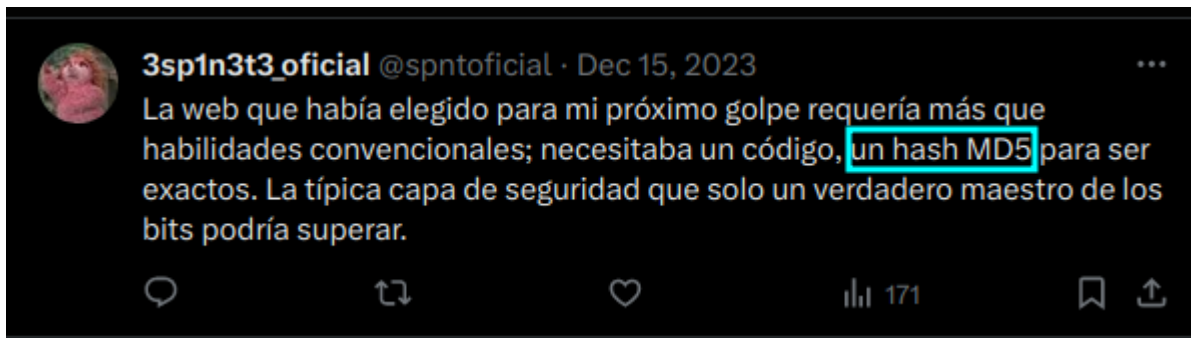 3sp1n3t3_oficial @spntoficial · Dec 15, 2023
La web que había elegido para mi próximo golpe requería más que
habilidades convencionales; necesitaba un código, un hash MD5 para ser
exactos. La típica capa de seguridad que solo un verdadero maestro de los
bits podría superar.
171